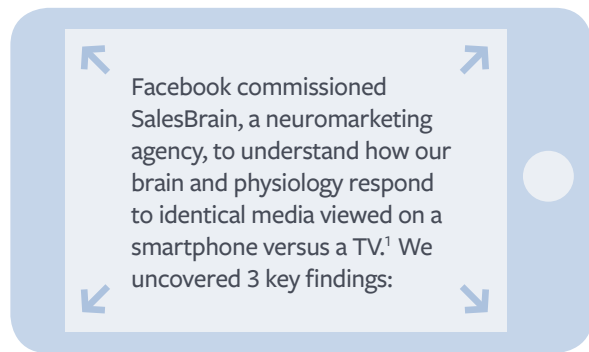 Facebook commissioned
SalesBrain, a neuromarketing
agency, to understand how our
brain and physiology respond
to identical media viewed on a
smartphone versus a TV.¹ We
uncovered 3 key findings: